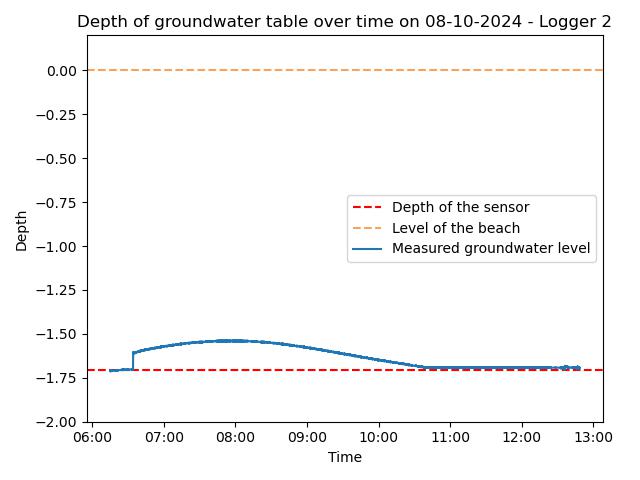 Depth of groundwater table over time on 08-10-2024 - Logger 2
0.00
−0.25
−0.50
−0.75
−1.00
−1.25
−1.50
−1.75
−2.00
Depth
Depth of the sensor
Level of the beach
Measured groundwater level
06:00 07:00 08:00 09:00 10:00 11:00 12:00 13:00
Time